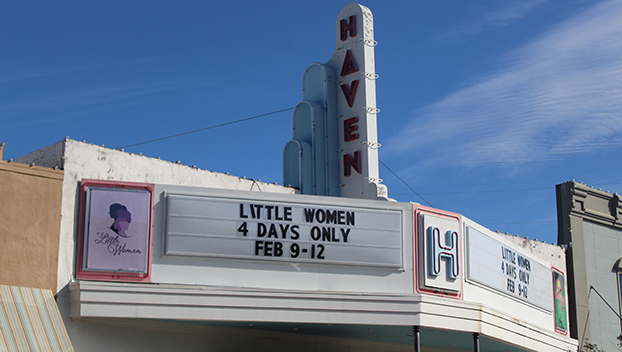 HAVEN
Little
Women
LITTLE WOMEN
4 DAYS ONLY
FEB 9-12
H
LITTLE WOMEN
4 DAYS ONLY
FEB 9-12